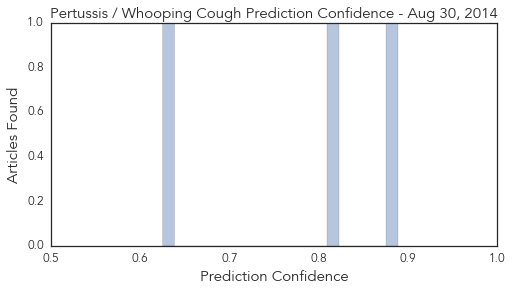 Pertussis / Whooping Cough Prediction Confidence - Aug 30, 2014
1.0
0.8
0.6
0.4
0.2
0.0
Articles Found
0.5 0.6 0.7 0.8 0.9 1.0
Prediction Confidence